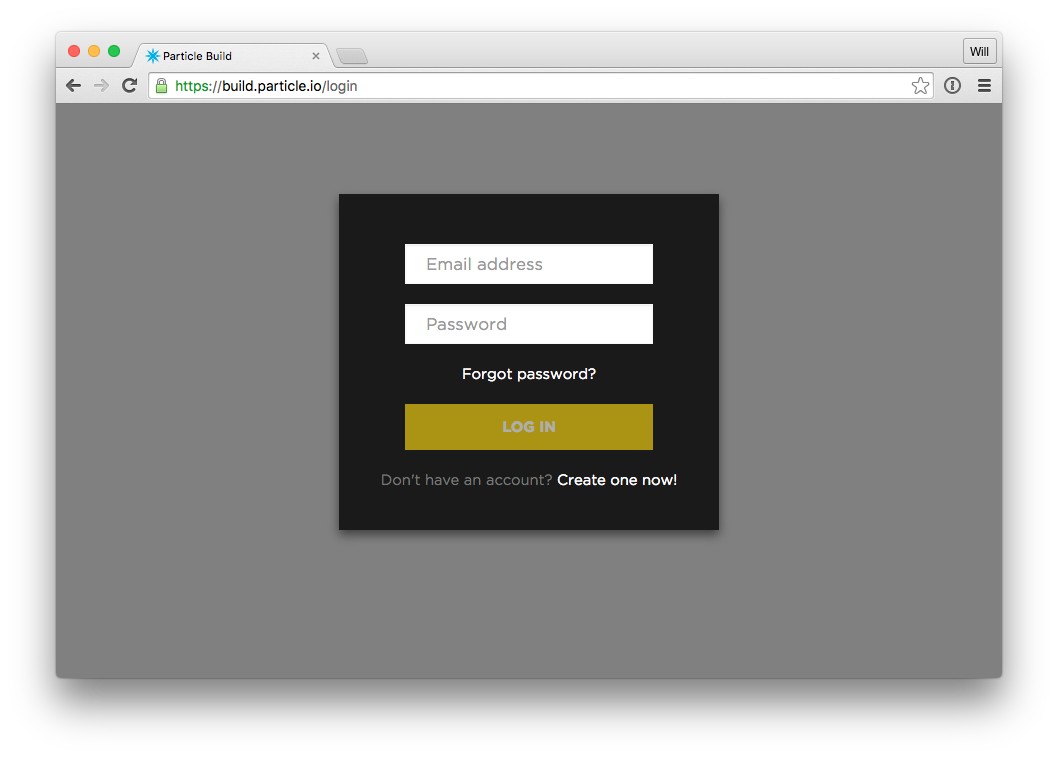 Particle Build
Will
https://build.particle.io/login
Email address
Password
Forgot password?
LOG IN
Don't have an account? Create one now!